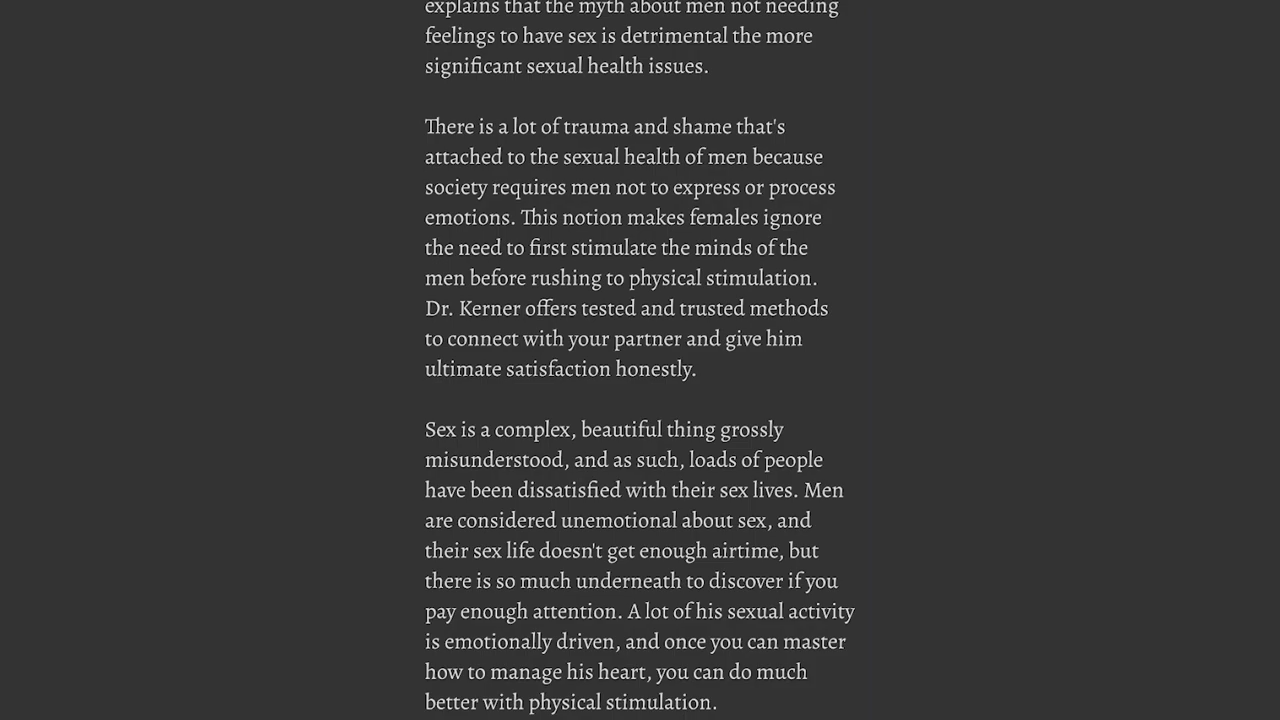 explains that the myth about men not needing
feelings to have sex is detrimental the more
significant sexual health issues.
There is a lot of trauma and shame that's
attached to the sexual health of men because
society requires men not to express or process
emotions. This notion makes females ignore
the need to first stimulate the minds of the
men before rushing to physical stimulation.
Dr. Kerner offers tested and trusted methods
to connect with your partner and give him
ultimate satisfaction honestly.
Sex is a complex, beautiful thing grossly
misunderstood, and as such, loads of people
have been dissatisfied with their sex lives. Men
are considered unemotional about sex, and
their sex life doesn't get enough airtime, but
there is so much underneath to discover if you
pay enough attention. A lot of his sexual activity
is emotionally driven, and once you can master
how to manage his heart, you can do much
better with physical stimulation.